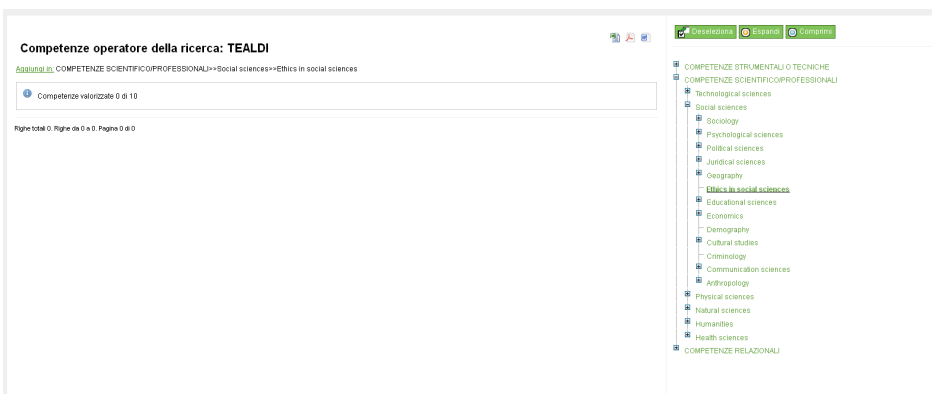 Competenze operatore della ricerca: TEALDI
Aggiungi in: COMPETENZE SCIENTIFICO/PROFESSIONALI>>Social sciences>>Ethics in social sciences
Competenze valorizzate 0 di 10
Righe totali 0, Righe da 0 a 0, Pagina 0 di 0
Deseleziona Espandi Comprimi
COMPETENZE STRUMENTALI O TECNICHE
COMPETENZE SCIENTIFICO/PROFESSIONALI
Technological sciences
Social sciences
Sociology
Psychological sciences
Political sciences
Juridical sciences
Geography
Ethics in social sciences
Educational sciences
Economics
Demography
Cultural studies
Criminology
Communication sciences
Anthropology
Physical sciences
Natural sciences
Humanities
Health sciences
COMPETENZE RELAZIONALI